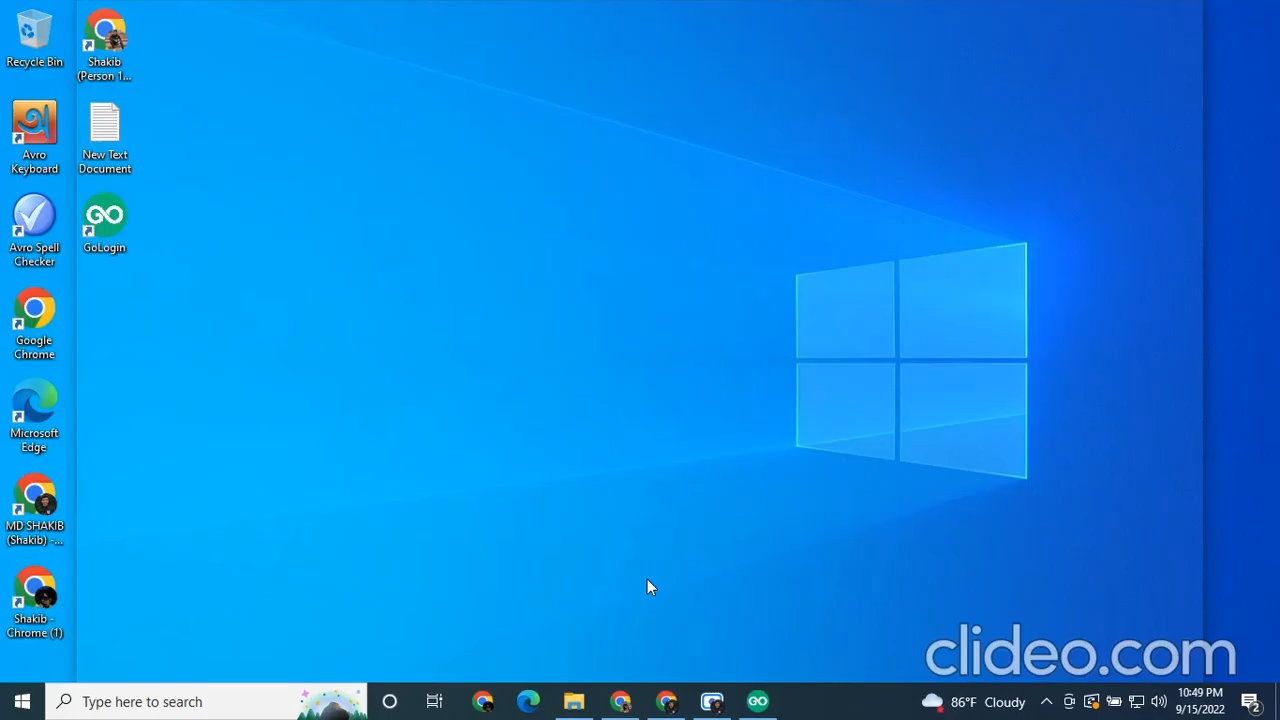 Recycle Bin
Shakib
(Person 1...
Avro
Keyboard
New Text
Document
Avro Spell
Checker
GO
GoLogin
Google
Chrome
Microsoft
Edge
MD SHAKIB
(Shakib) -...
Shakib -
Chrome (1)
clideo.com
Type here to search
GO
86°F Cloudy
10:49 PM
9/15/2022
2